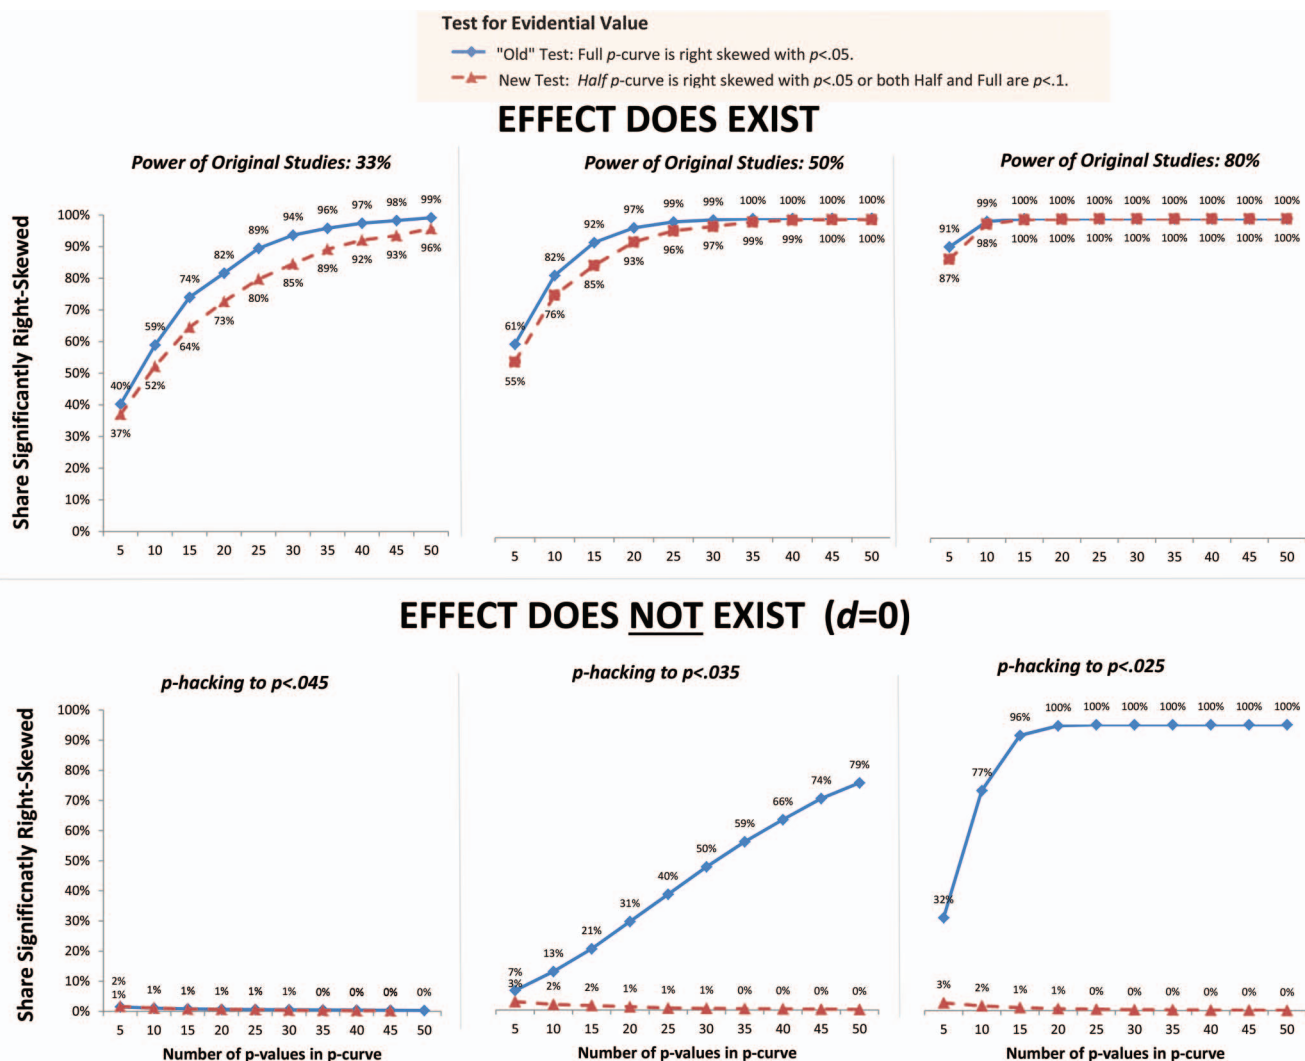 Test for Evidential Value
"Old" Test: Full p-curve is right skewed with p<.05.
New Test: Half p-curve is right skewed with p<.05 or both Half and Full are p<.1.
EFFECT DOES EXIST
Power of Original Studies: 33%
Power of Original Studies: 50%
Power of Original Studies: 80%
Share Significantly Right-Skewed
100%
90%
80%
70%
60%
50%
40%
30%
20%
10%
0%
40% 59% 74% 82% 89% 94% 96% 97% 98% 99%
37% 52% 64% 73% 80% 85% 89% 92% 93% 96%
5 10 15 20 25 30 35 40 45 50
61% 82% 92% 97% 99% 99% 100% 100% 100% 100%
55% 76% 85% 93% 96% 97% 99% 99% 100% 100%
5 10 15 20 25 30 35 40 45 50
91% 99% 100% 100% 100% 100% 100% 100% 100% 100%
87% 98% 100% 100% 100% 100% 100% 100% 100% 100%
5 10 15 20 25 30 35 40 45 50
EFFECT DOES NOT EXIST (d=0)
p-hacking to p<.045
p-hacking to p<.035
p-hacking to p<.025
Share Significnatly Right-Skewed
100%
90%
80%
70%
60%
50%
40%
30%
20%
10%
0%
2%
1% 1% 1% 1% 1% 1% 0% 0% 0% 0%
5 10 15 20 25 30 35 40 45 50
Number of p-values in p-curve
7% 13% 21% 31% 40% 50% 59% 66% 74% 79%
3% 2% 2% 1% 1% 1% 0% 0% 0% 0%
5 10 15 20 25 30 35 40 45 50
Number of p-values in p-curve
32% 77% 96% 100% 100% 100% 100% 100% 100% 100%
3% 2% 1% 1% 0% 0% 0% 0% 0% 0%
5 10 15 20 25 30 35 40 45 50
Number of p-values in p-curve